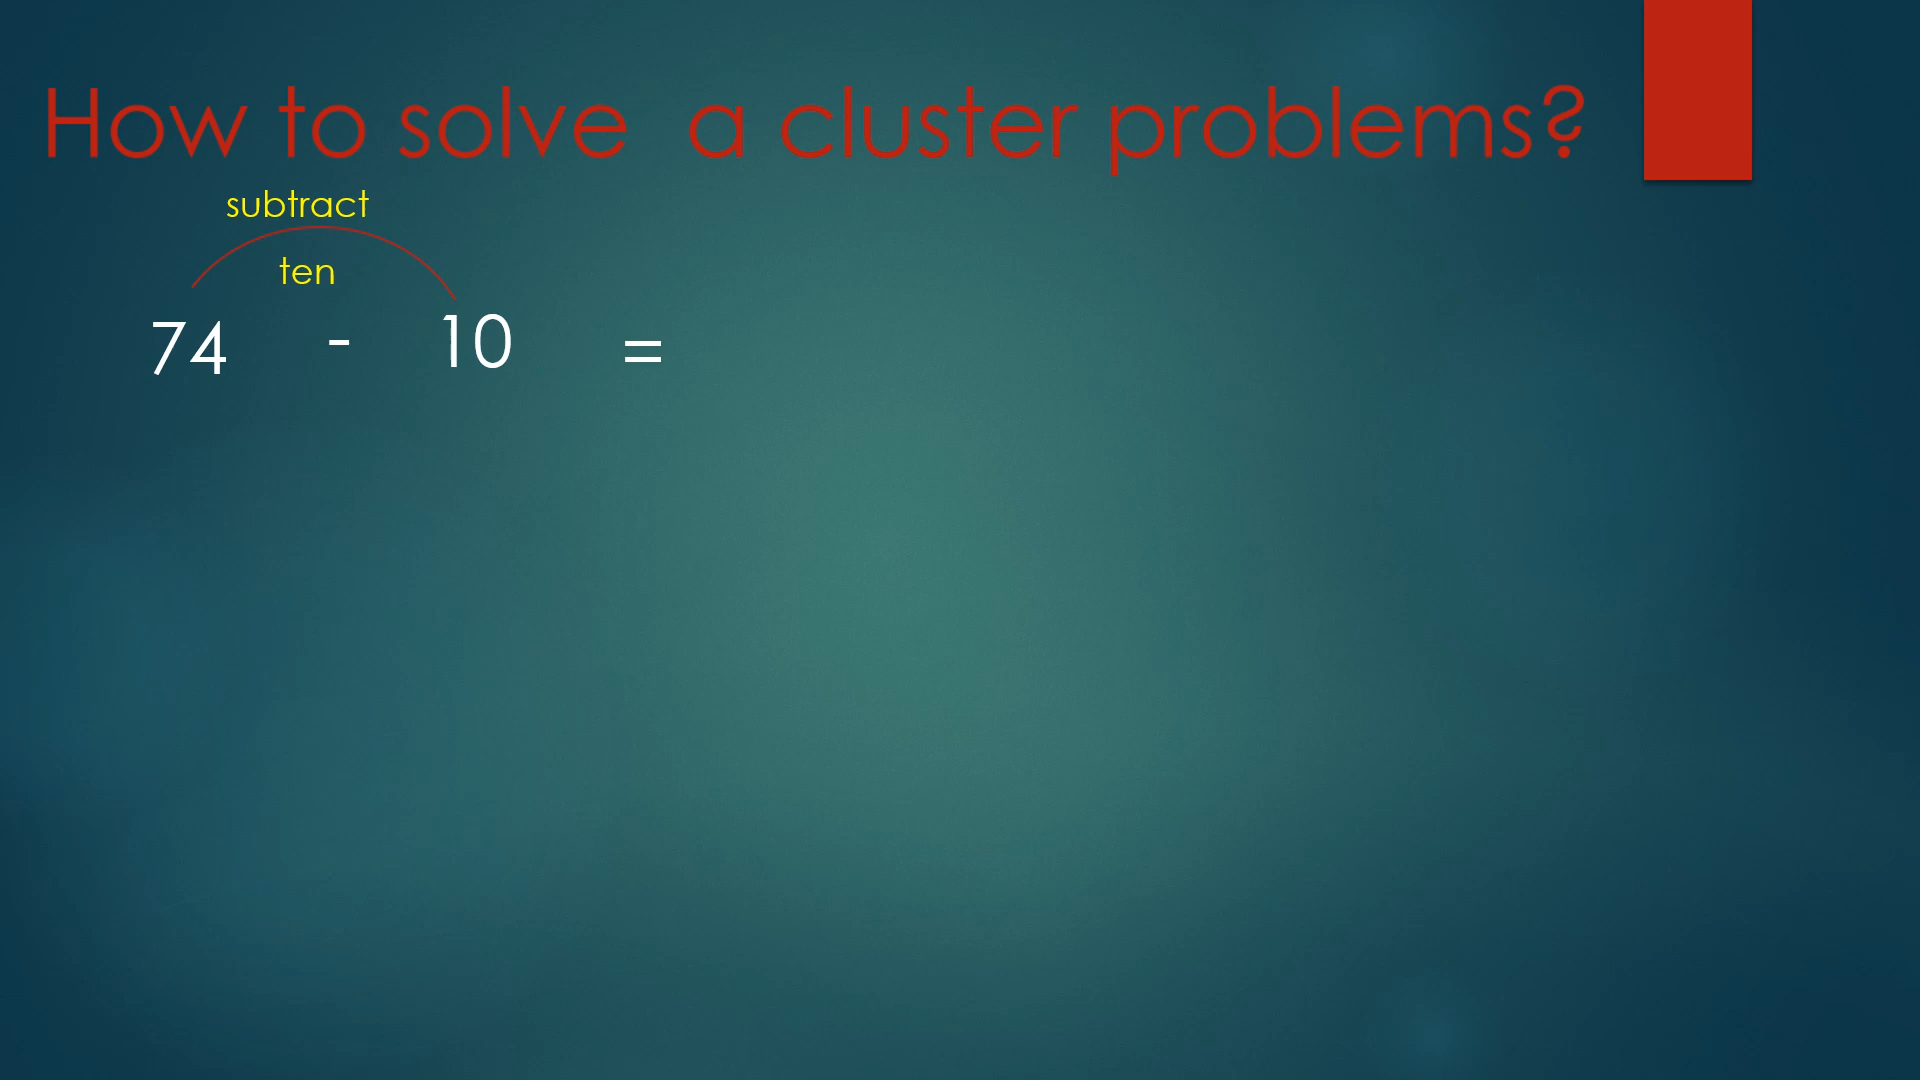 How to solve  a cluster problems?
subtract
ten
74 - 10 =